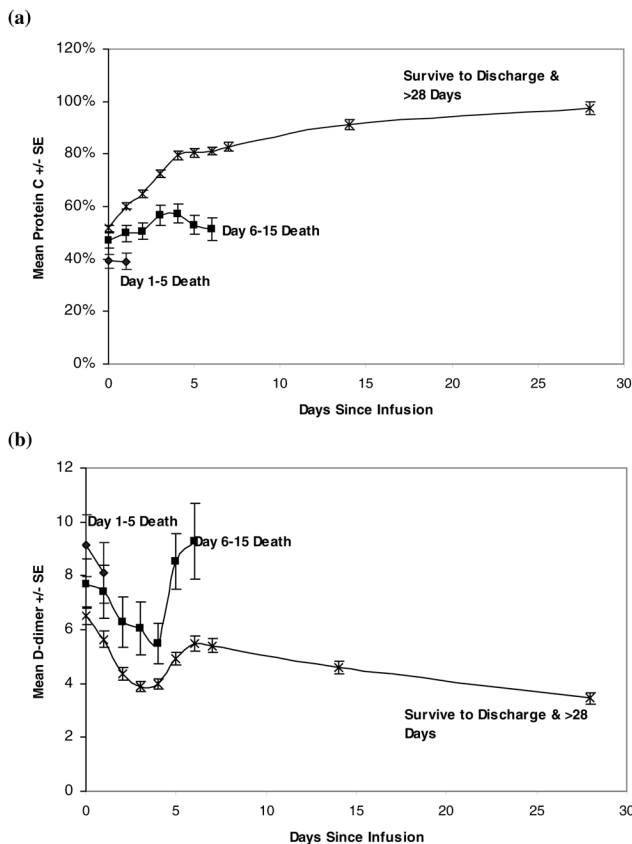 (a)
120%
100%
80%
60%
40%
20%
0%
Mean Protein C +/- SE
Survive to Discharge &
>28 Days
Day 6-15 Death
Day 1-5 Death
0 5 10 15 20 25 30
Days Since Infusion
(b)
12
10
8
6
4
2
0
Mean D-dimer +/- SE
Day 1-5 Death
Day 6-15 Death
Survive to Discharge & >28
Days
0 5 10 15 20 25 30
Days Since Infusion